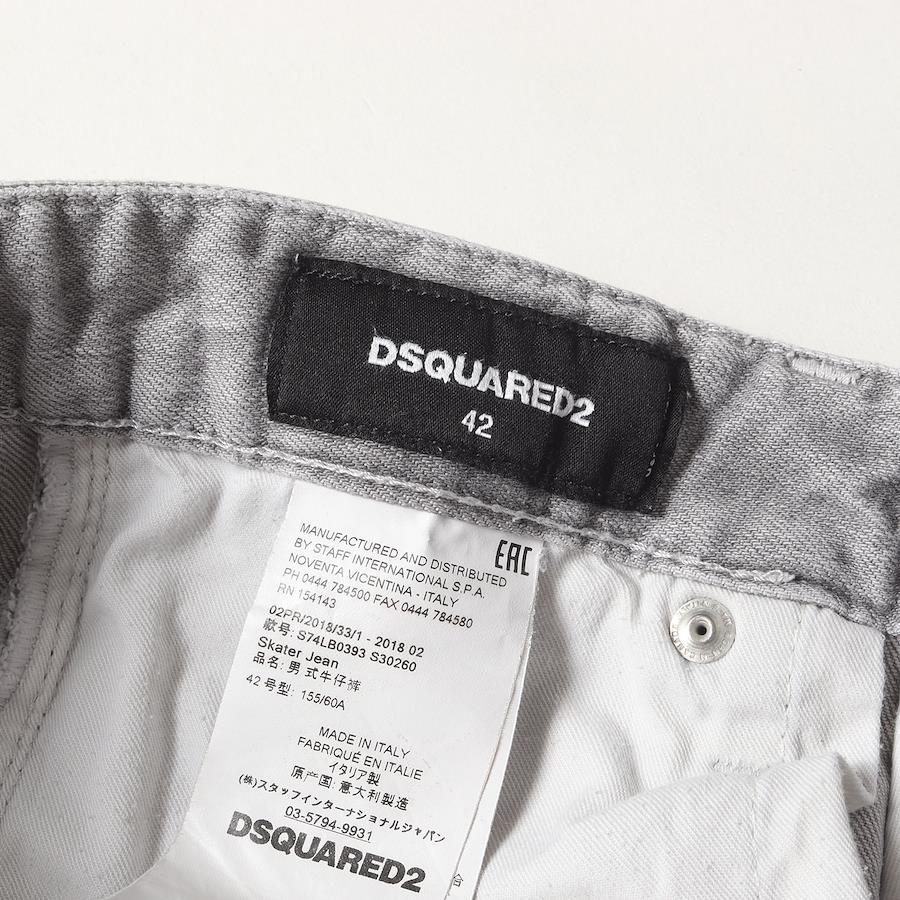 DSQUARED2
42
MANUFACTURED AND DISTRIBUTED
BY STAFF INTERNATIONAL S.P.A.
NOVENTA VICENTINA - ITALY
PH 0444 784500 FAX 0444 784580
RN 154143
EAC
02PR/2018/33/1 - 2018 02
款号: S74LB0393 S30260
Skater Jean
品名: 男 式牛仔裤
42 号型: 155/60A
MADE IN ITALY
FABRIQUÉ EN ITALIE
イタリア製
原产国: 意大利製造
(株)スタッフインターナショナルジャパン
03-5794-9931
DSQUARED2